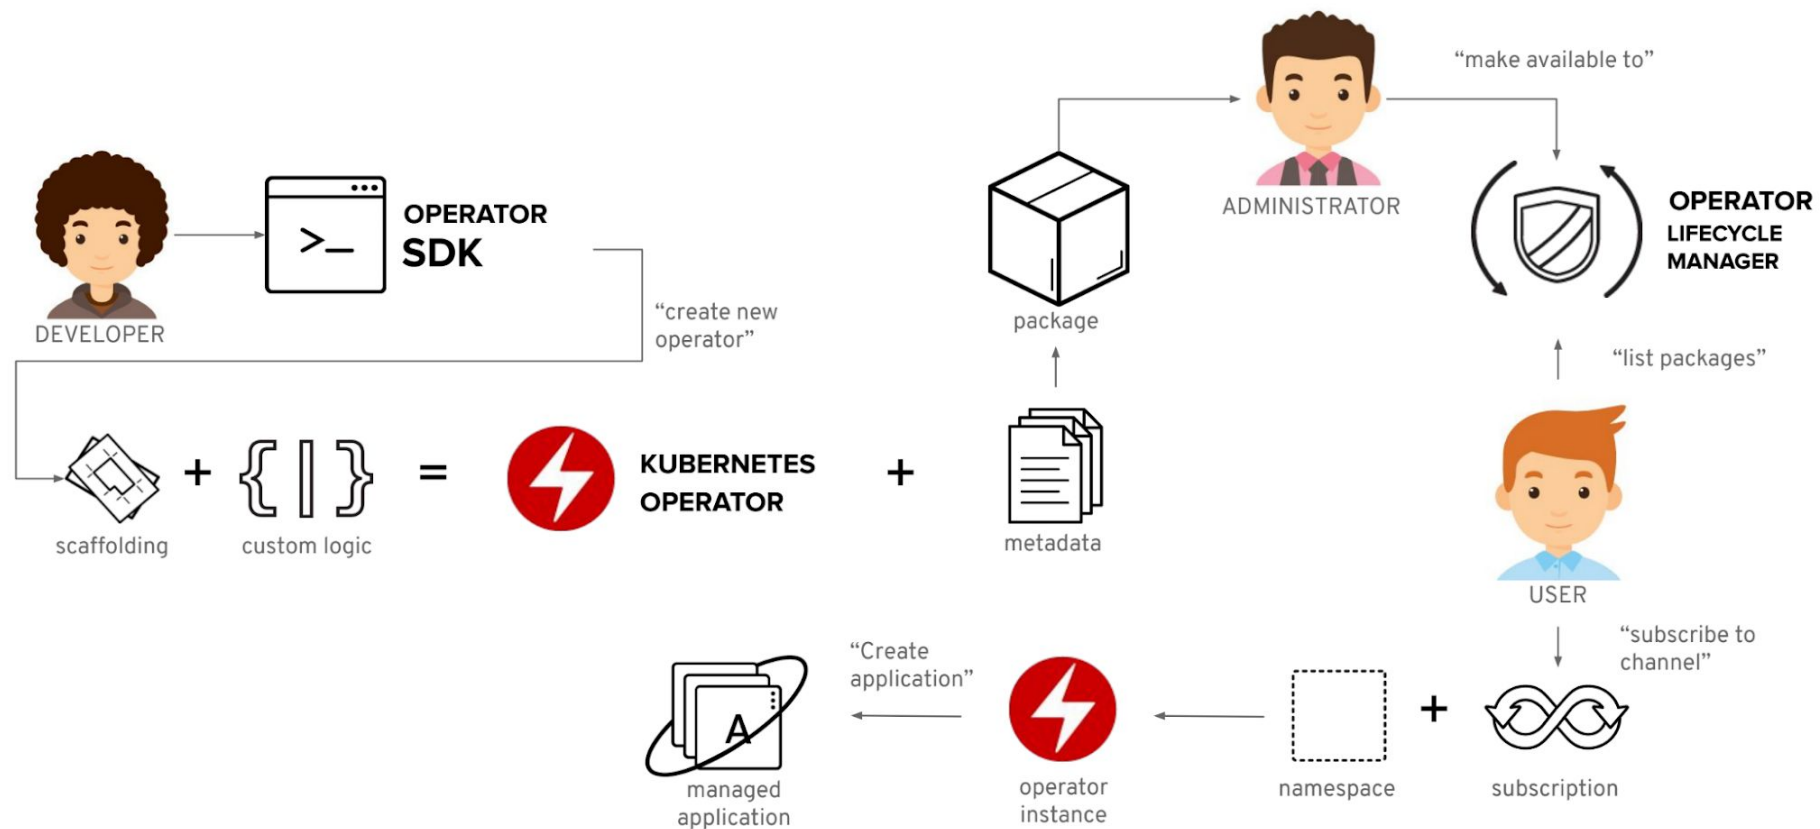 “make available to”
ADMINISTRATOR
OPERATOR
LIFECYCLE
MANAGER
OPERATOR
SDK
DEVELOPER
“create new
operator”
package
“list packages”
scaffolding
+
{|}
custom logic
=
KUBERNETES
OPERATOR
+
metadata
USER
“subscribe to
channel”
“Create
application”
A
managed
application
operator
instance
namespace
+
subscription
>_